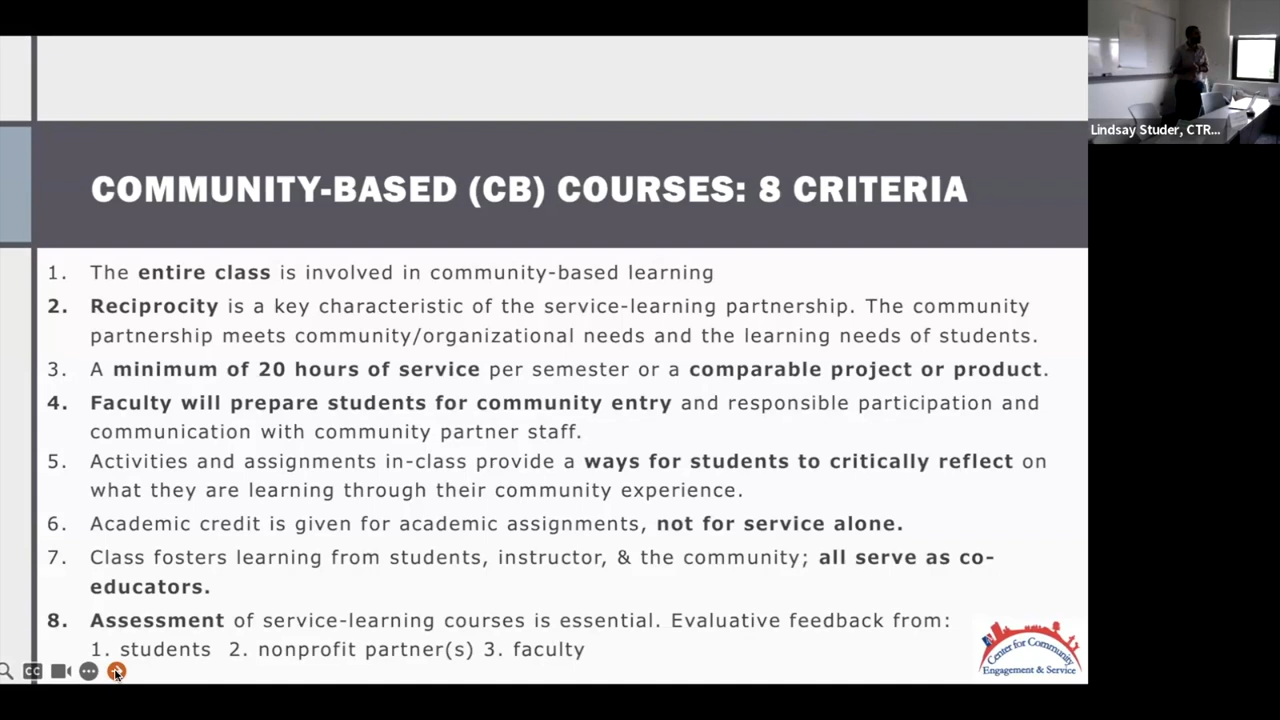 Lindsay Studer, CTR...
COMMUNITY-BASED (CB) COURSES: 8 CRITERIA
1. The entire class is involved in community-based learning
2. Reciprocity is a key characteristic of the service-learning partnership. The community
partnership meets community/organizational needs and the learning needs of students.
3. A minimum of 20 hours of service per semester or a comparable project or product.
4. Faculty will prepare students for community entry and responsible participation and
communication with community partner staff.
5. Activities and assignments in-class provide a ways for students to critically reflect on
what they are learning through their community experience.
6. Academic credit is given for academic assignments, not for service alone.
7. Class fosters learning from students, instructor, & the community; all serve as co-
educators.
8. Assessment of service-learning courses is essential. Evaluative feedback from:
1. students 2. nonprofit partner(s) 3. faculty
Center for Community
Engagement & Service
CC